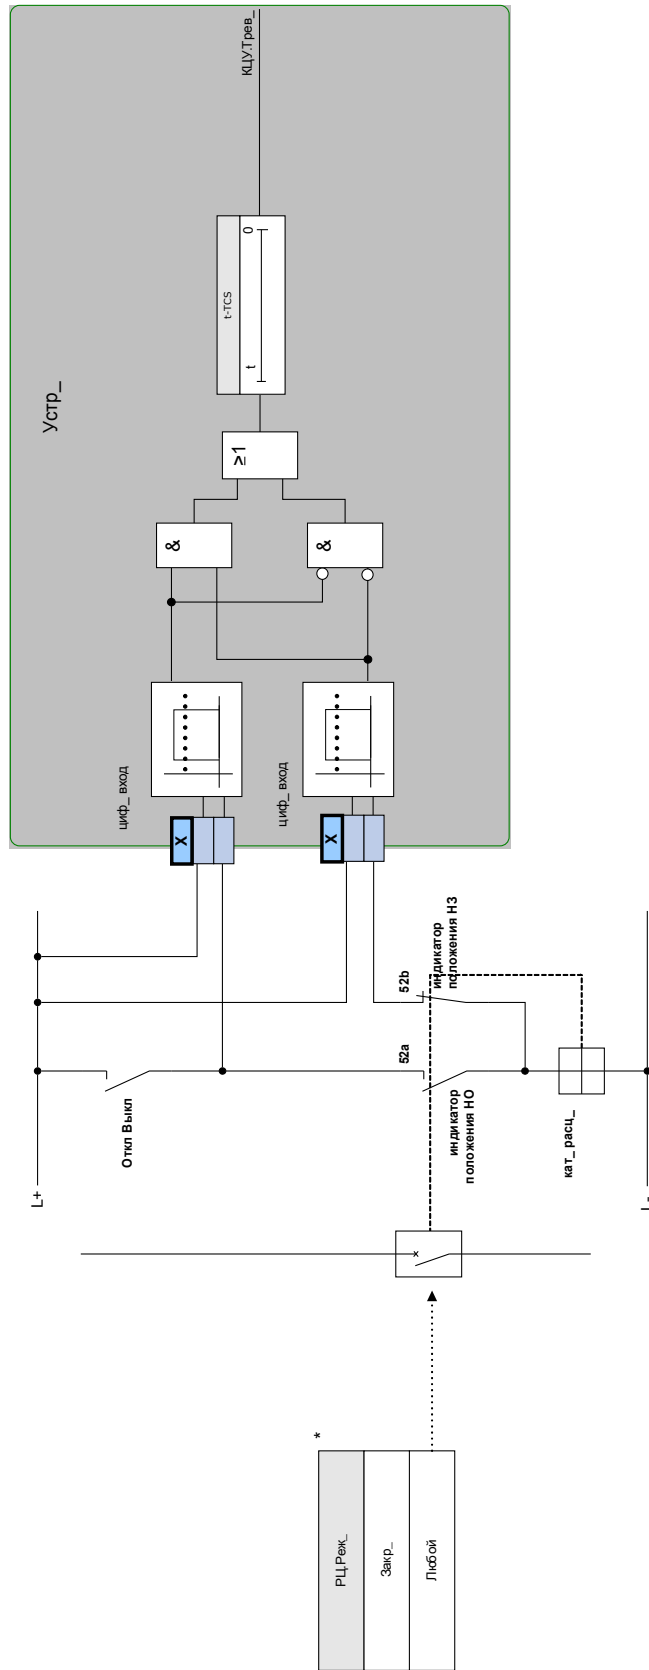 КЦУ.Трев_
Устр_
t-TCS
t
0
≥1
&
&
циф_ вход
циф_ вход
X
X
52b
индикатор
положения НЗ
52a
индикатор
положения НО
Откл Выкл
кат_ расц_
L+
L-
*
РЦ.Реж_
Закр_
Любой